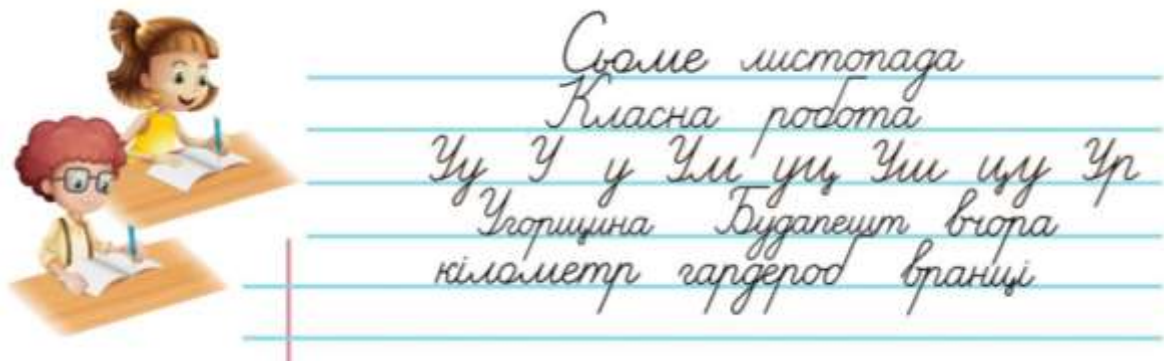 Сьоме листопада
Класна робота
Уу У у Ум уц Уш цу Ур
Угорщина Будапешт вчора
кілометр гардероб вранці